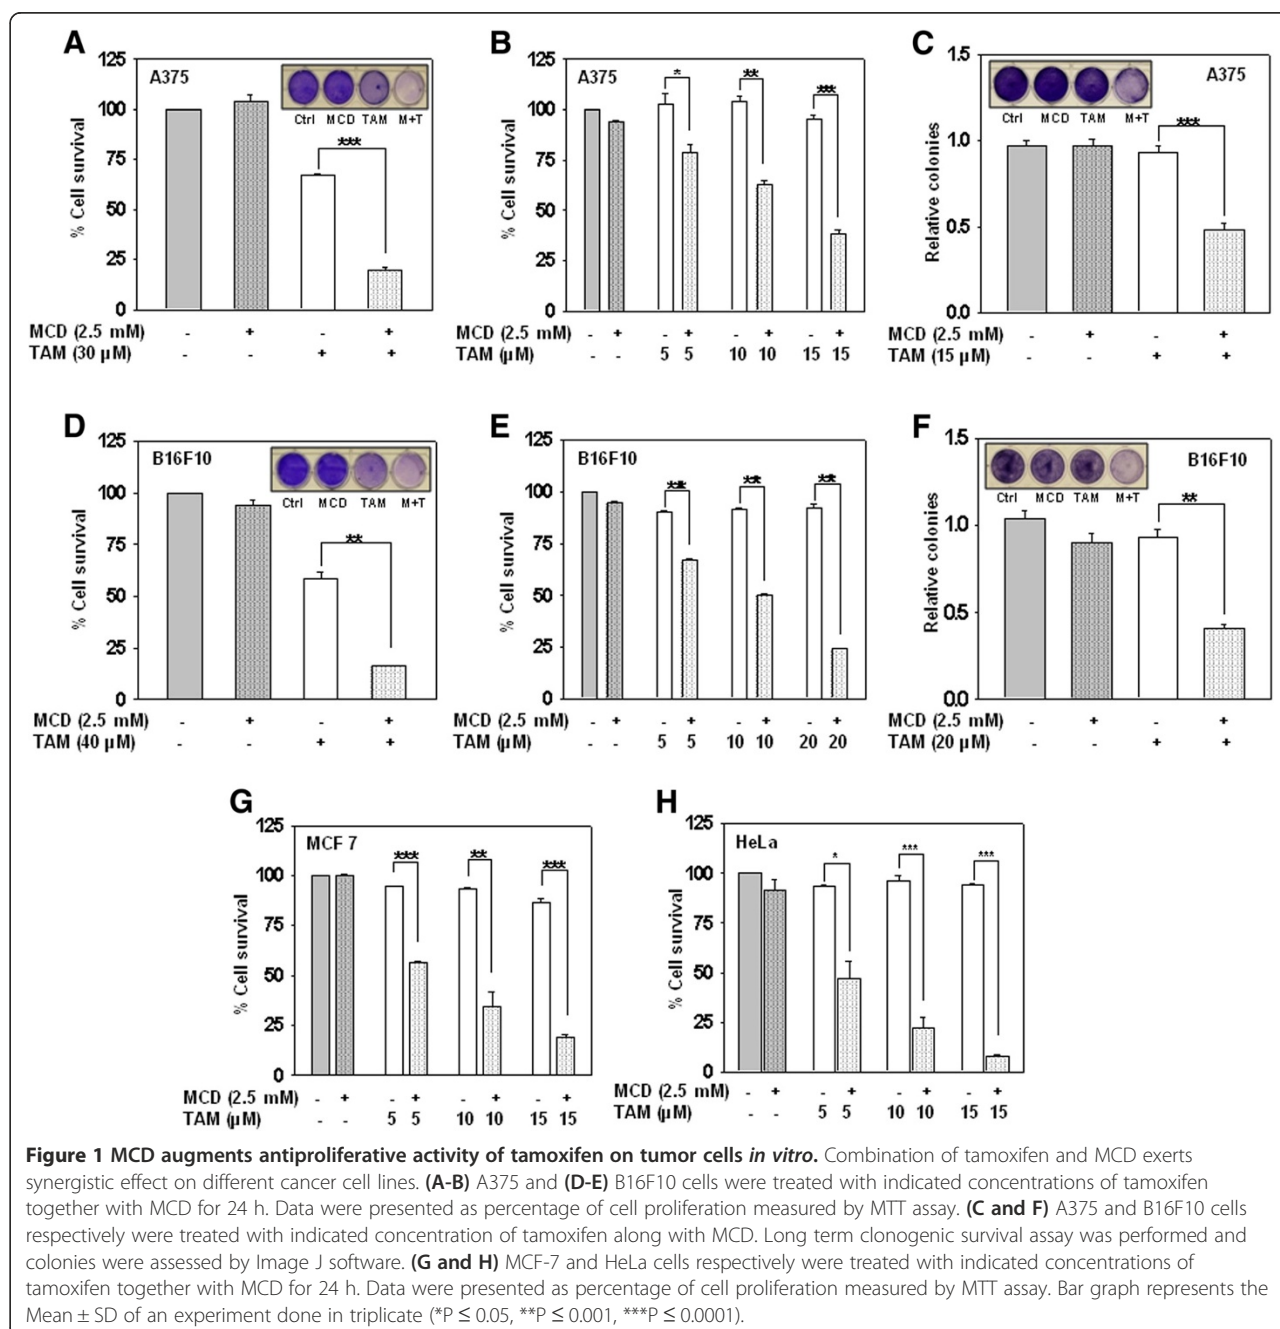 A
125
100
75
50
25
0
% Cell survival
A375
Ctrl MCD TAM M+T
***
MCD (2.5 mM) - + - +
TAM (30 µM) - - + +
B
125
100
75
50
25
0
% Cell survival
A375
* ** ***
MCD (2.5 mM) - + - + - + - +
TAM (µM) - - 5 5 10 10 15 15
C
1.5
1.0
0.5
0.0
Relative colonies
A375
Ctrl MCD TAM M+T
***
MCD (2.5 mM) - + - +
TAM (15 µM) - - + +
D
125
100
75
50
25
0
% Cell survival
B16F10
Ctrl MCD TAM M+T
**
MCD (2.5 mM) - + - +
TAM (40 µM) - - + +
E
125
100
75
50
25
0
% Cell survival
B16F10
MCD (2.5 mM) - + - + - + - +
TAM (µM) - - 5 5 10 10 20 20
F
1.5
1.0
0.5
0.0
Relative colonies
B16F10
Ctrl MCD TAM M+T
**
MCD (2.5 mM) - + - +
TAM (20 µM) - - + +
G
125
100
75
50
25
0
% Cell survival
MCF 7
*** ** ***
MCD (2.5 mM) - + - + - + - +
TAM (µM) - - 5 5 10 10 15 15
H
125
100
75
50
25
0
% Cell survival
HeLa
* *** ***
MCD (2.5 mM) - + - + - + - +
TAM (µM) - - 5 5 10 10 15 15
Figure 1 MCD augments antiproliferative activity of tamoxifen on tumor cells in vitro. Combination of tamoxifen and MCD exerts
synergistic effect on different cancer cell lines. (A-B) A375 and (D-E) B16F10 cells were treated with indicated concentrations of tamoxifen
together with MCD for 24 h. Data were presented as percentage of cell proliferation measured by MTT assay. (C and F) A375 and B16F10 cells
respectively were treated with indicated concentration of tamoxifen along with MCD. Long term clonogenic survival assay was performed and
colonies were assessed by Image J software. (G and H) MCF-7 and HeLa cells respectively were treated with indicated concentrations of
tamoxifen together with MCD for 24 h. Data were presented as percentage of cell proliferation measured by MTT assay. Bar graph represents the
Mean ± SD of an experiment done in triplicate (*P ≤ 0.05, **P ≤ 0.001, ***P ≤ 0.0001).